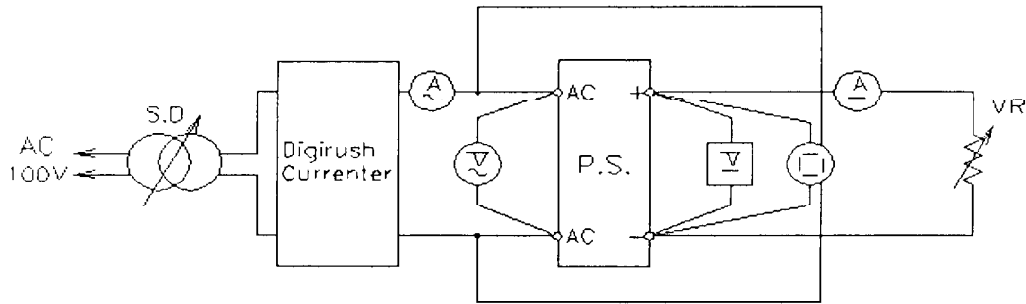 S.D
AC
100V
Digirush
Currenter
A
V
AC
AC
P.S.
+
−
V
A
VR